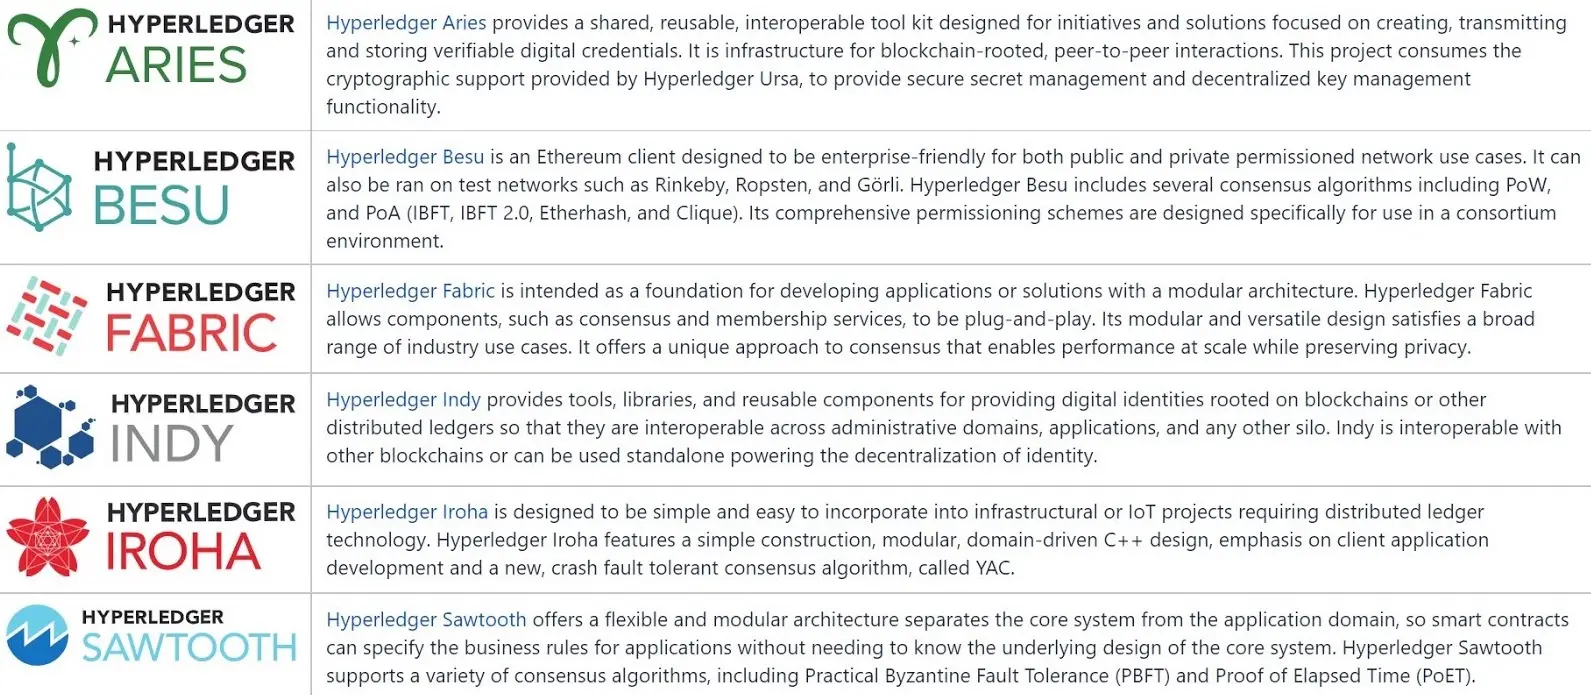 HYPERLEDGER
ARIES
Hyperledger Aries provides a shared, reusable, interoperable tool kit designed for initiatives and solutions focused on creating, transmitting
and storing verifiable digital credentials. It is infrastructure for blockchain-rooted, peer-to-peer interactions. This project consumes the
cryptographic support provided by Hyperledger Ursa, to provide secure secret management and decentralized key management
functionality.
HYPERLEDGER
BESU
Hyperledger Besu is an Ethereum client designed to be enterprise-friendly for both public and private permissioned network use cases. It can
also be ran on test networks such as Rinkeby, Ropsten, and Görli. Hyperledger Besu includes several consensus algorithms including PoW,
and PoA (IBFT, IBFT 2.0, Etherhash, and Clique). Its comprehensive permissioning schemes are designed specifically for use in a consortium
environment.
HYPERLEDGER
FABRIC
Hyperledger Fabric is intended as a foundation for developing applications or solutions with a modular architecture. Hyperledger Fabric
allows components, such as consensus and membership services, to be plug-and-play. Its modular and versatile design satisfies a broad
range of industry use cases. It offers a unique approach to consensus that enables performance at scale while preserving privacy.
HYPERLEDGER
INDY
Hyperledger Indy provides tools, libraries, and reusable components for providing digital identities rooted on blockchains or other
distributed ledgers so that they are interoperable across administrative domains, applications, and any other silo. Indy is interoperable with
other blockchains or can be used standalone powering the decentralization of identity.
HYPERLEDGER
IROHA
Hyperledger Iroha is designed to be simple and easy to incorporate into infrastructural or IoT projects requiring distributed ledger
technology. Hyperledger Iroha features a simple construction, modular, domain-driven C++ design, emphasis on client application
development and a new, crash fault tolerant consensus algorithm, called YAC.
HYPERLEDGER
SAWTOOTH
Hyperledger Sawtooth offers a flexible and modular architecture separates the core system from the application domain, so smart contracts
can specify the business rules for applications without needing to know the underlying design of the core system. Hyperledger Sawtooth
supports a variety of consensus algorithms, including Practical Byzantine Fault Tolerance (PBFT) and Proof of Elapsed Time (PoET).